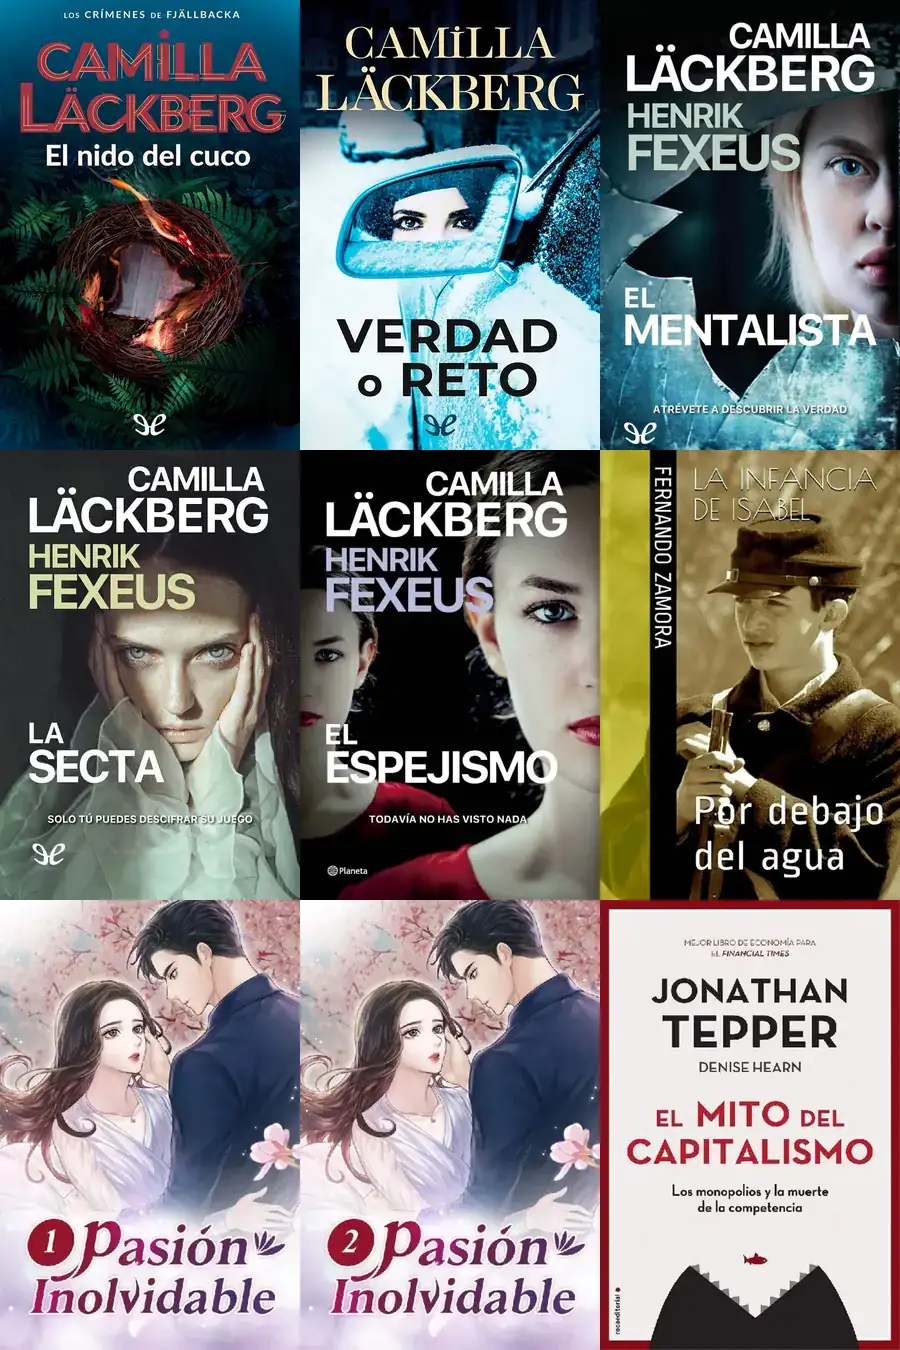 LOS CRÍMENES DE FJÄLLBACKA
CAMILLA
LÄCKBERG
El nido del cuco
CAMILLA
LÄCKBERG
VERDAD
O RETO
CAMILLA
LÄCKBERG
HENRIK
FEXEUS
EL
MENTALISTA
ATRÉVETE A DESCUBRIR LA VERDAD
CAMILLA
LÄCKBERG
HENRIK
FEXEUS
LA
SECTA
SOLO TÚ PUEDES DESCIFRAR SU JUEGO
CAMILLA
LÄCKBERG
HENRIK
FEXEUS
EL
ESPEJISMO
TODAVÍA NO HAS VISTO NADA
Planeta
FERNANDO ZAMORA
LA INFANCIA
DE ISABEL
Por debajo
del agua
1 Pasión
Inolvidable
2 Pasión
Inolvidable
MEJOR LIBRO DE ECONOMÍA PARA
EL FINANCIAL TIMES
JONATHAN
TEPPER
DENISE HEARN
EL MITO DEL
CAPITALISMO
Los monopolios y la muerte
de la competencia
rocaeditorial